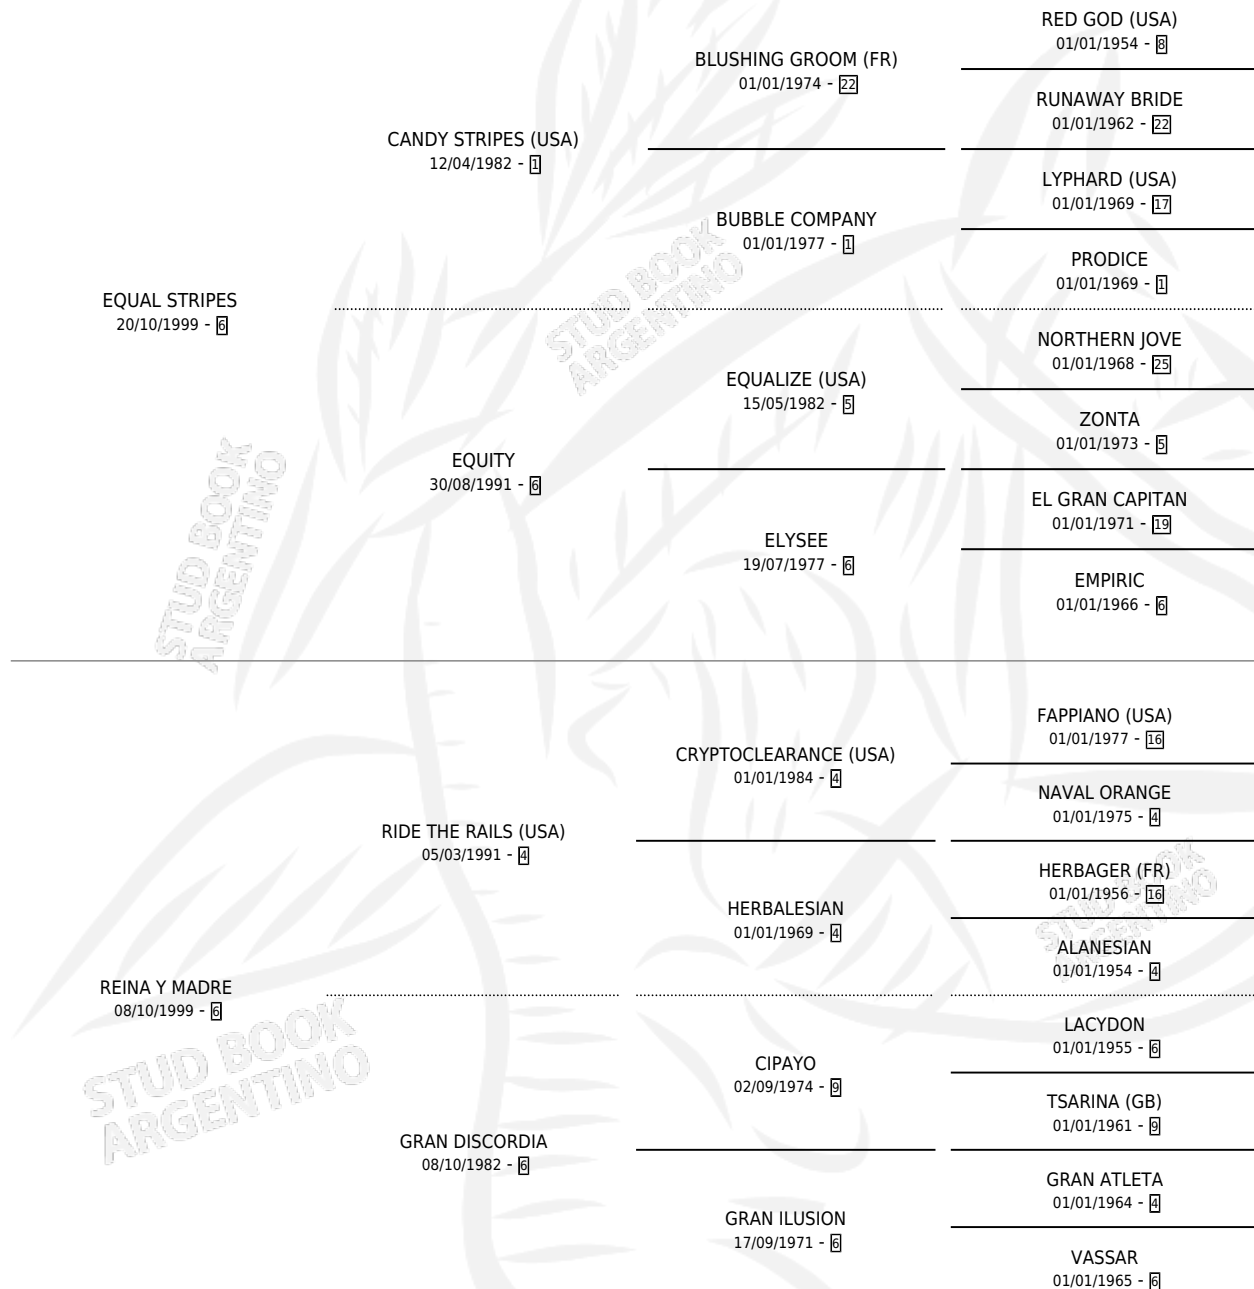 RED GOD (USA)
01/01/1954 - 8
BLUSHING GROOM (FR)
01/01/1974 - 22
RUNAWAY BRIDE
01/01/1962 - 22
CANDY STRIPES (USA)
12/04/1982 - 1
LYPHARD (USA)
01/01/1969 - 17
BUBBLE COMPANY
01/01/1977 - 1
PRODICE
01/01/1969 - 1
EQUAL STRIPES
20/10/1999 - 6
NORTHERN JOVE
01/01/1968 - 25
EQUALIZE (USA)
15/05/1982 - 5
ZONTA
01/01/1973 - 5
EQUITY
30/08/1991 - 6
EL GRAN CAPITAN
01/01/1971 - 19
ELYSEE
19/07/1977 - 6
EMPIRIC
01/01/1966 - 6
FAPPIANO (USA)
01/01/1977 - 16
CRYPTOCLEARANCE (USA)
01/01/1984 - 4
NAVAL ORANGE
01/01/1975 - 4
RIDE THE RAILS (USA)
05/03/1991 - 4
HERBAGER (FR)
01/01/1956 - 16
HERBALESIAN
01/01/1969 - 4
ALANESIAN
01/01/1954 - 4
REINA Y MADRE
08/10/1999 - 6
LACYDON
01/01/1955 - 6
CIPAYO
02/09/1974 - 9
TSARINA (GB)
01/01/1961 - 9
GRAN DISCORDIA
08/10/1982 - 6
GRAN ATLETA
01/01/1964 - 4
GRAN ILUSION
17/09/1971 - 6
VASSAR
01/01/1965 - 6
STUD BOOK
ARGENTINO
STUD BOOK
ARGENTINO
STUD BOOK
ARGENTINO
STUD BOOK
ARGENTINO